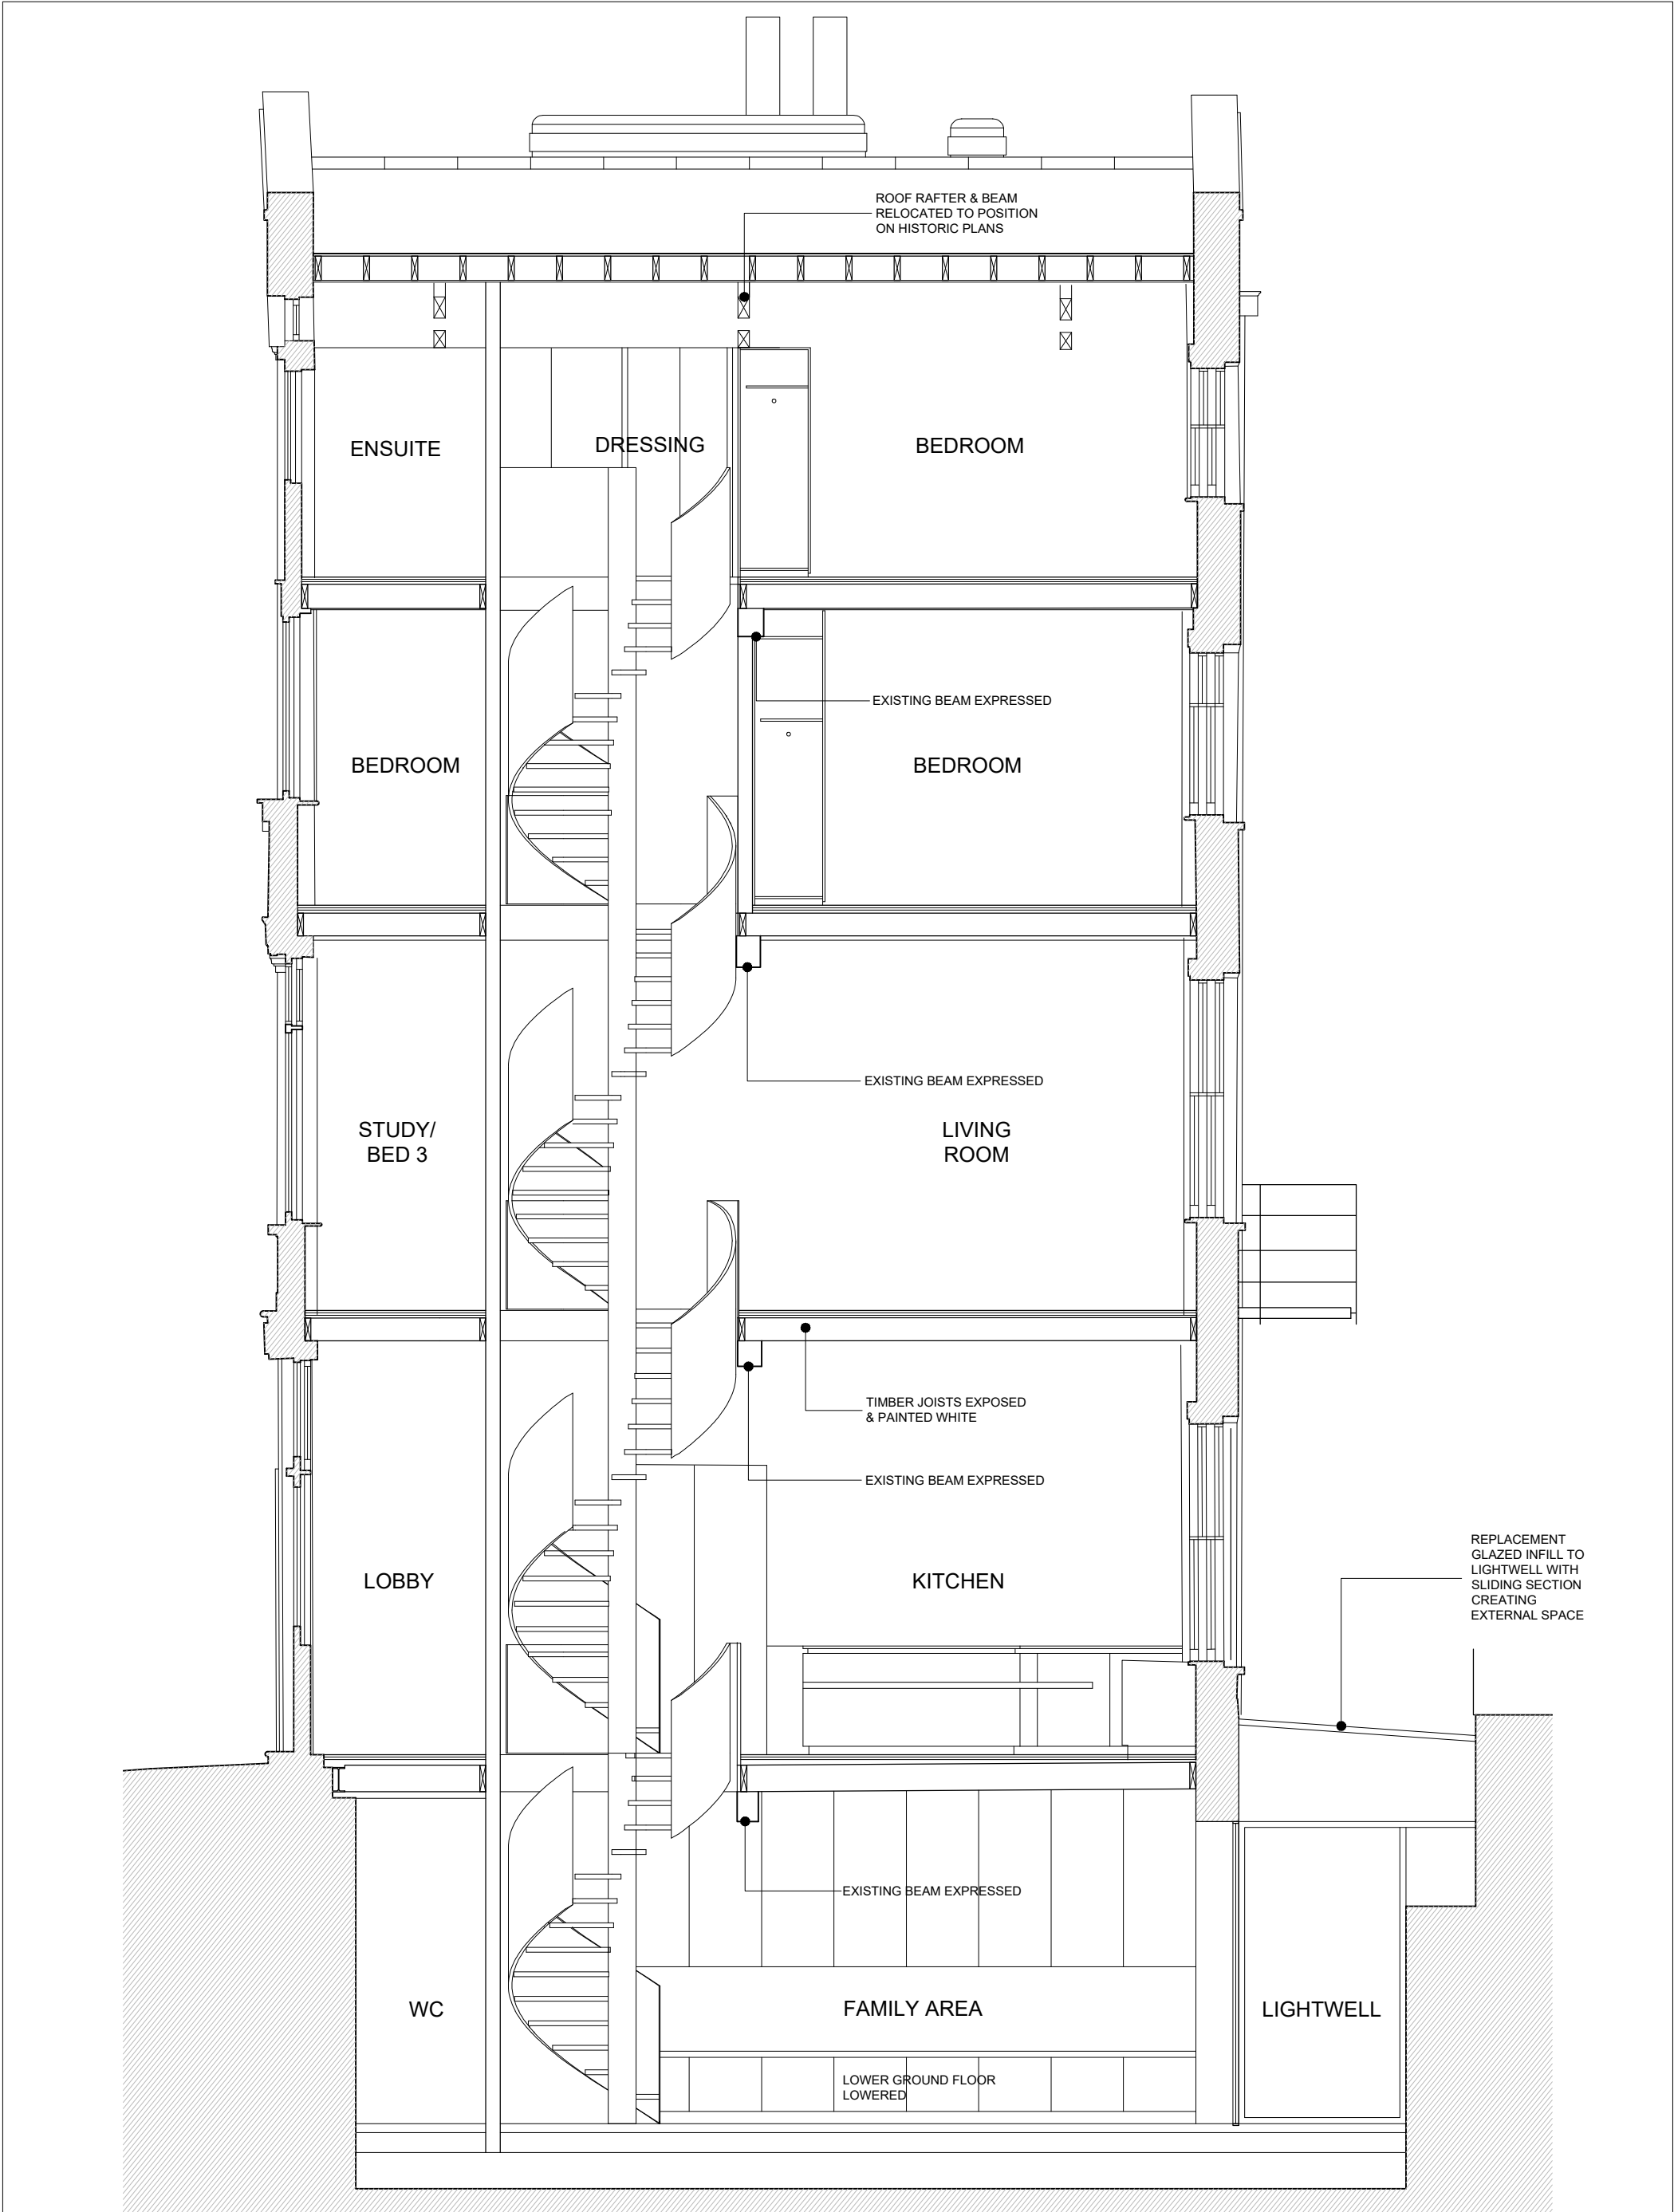 ROOF RAFTER & BEAM
RELOCATED TO POSITION
ON HISTORIC PLANS
ENSUITE
DRESSING
BEDROOM
EXISTING BEAM EXPRESSED
BEDROOM
BEDROOM
EXISTING BEAM EXPRESSED
STUDY/
BED 3
LIVING
ROOM
TIMBER JOISTS EXPOSED
& PAINTED WHITE
EXISTING BEAM EXPRESSED
REPLACEMENT
GLAZED INFILL TO
LIGHTWELL WITH
SLIDING SECTION
CREATING
EXTERNAL SPACE
LOBBY
KITCHEN
EXISTING BEAM EXPRESSED
WC
FAMILY AREA
LIGHTWELL
LOWER GROUND FLOOR
LOWERED